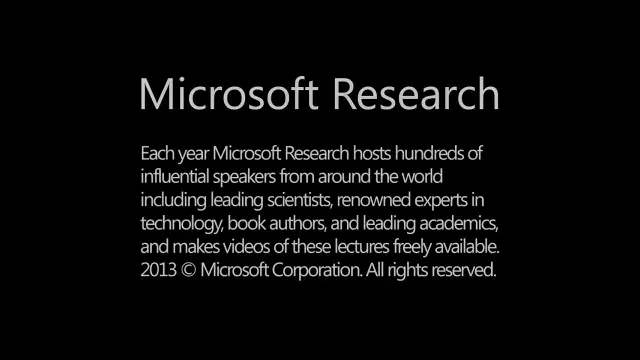 Microsoft Research
Each year Microsoft Research hosts hundreds of
influential speakers from around the world
including leading scientists, renowned experts in
technology, book authors, and leading academics,
and makes videos of these lectures freely available.
2013 © Microsoft Corporation. All rights reserved.